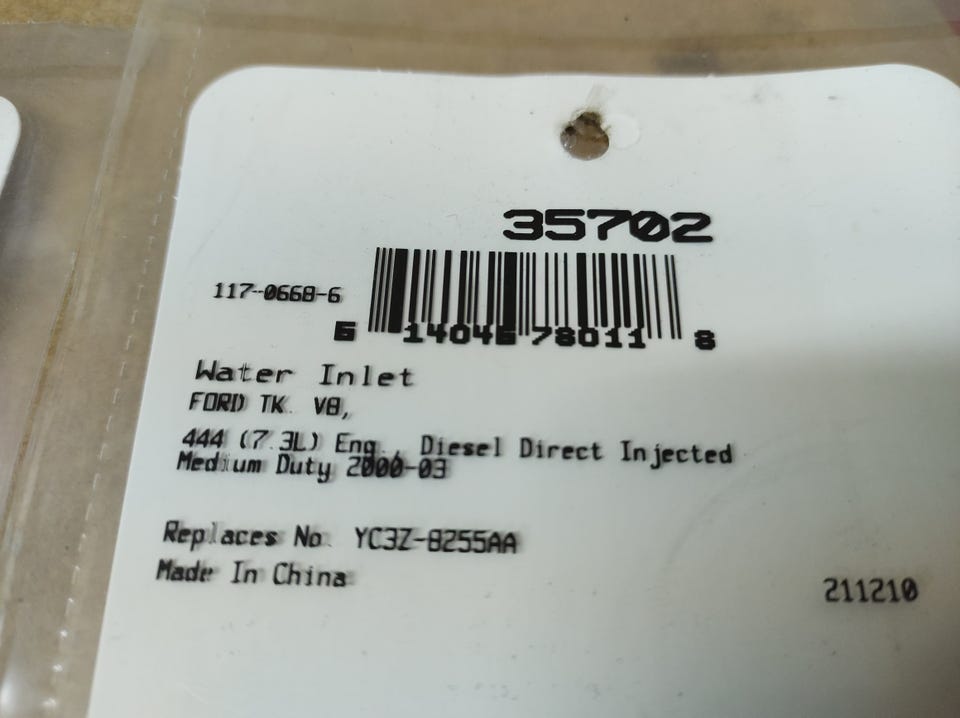 35702
117-0668-6
6 14046 78011 8
Water Inlet
FORD TK. V8,
444 (7.3L) Eng., Diesel Direct Injected
Medium Duty 2000-03
Replaces No. YC3Z-8255AA
Made In China
211210